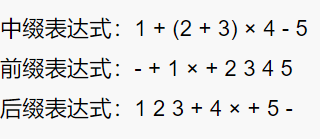 中缀表达式：1 + (2 + 3) × 4 - 5
前缀表达式：- + 1 × + 2 3 4 5
后缀表达式：1 2 3 + 4 × + 5 -